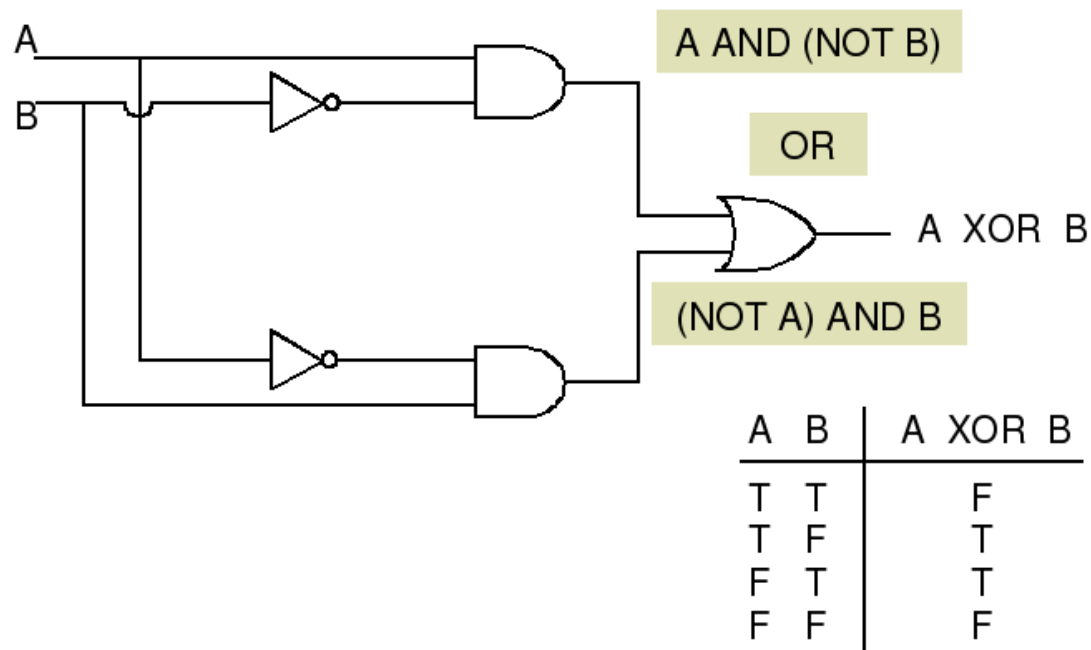 A
B
A AND (NOT B)
OR
A XOR B
(NOT A) AND B
A B A XOR B
T T F
T F T
F T T
F F F